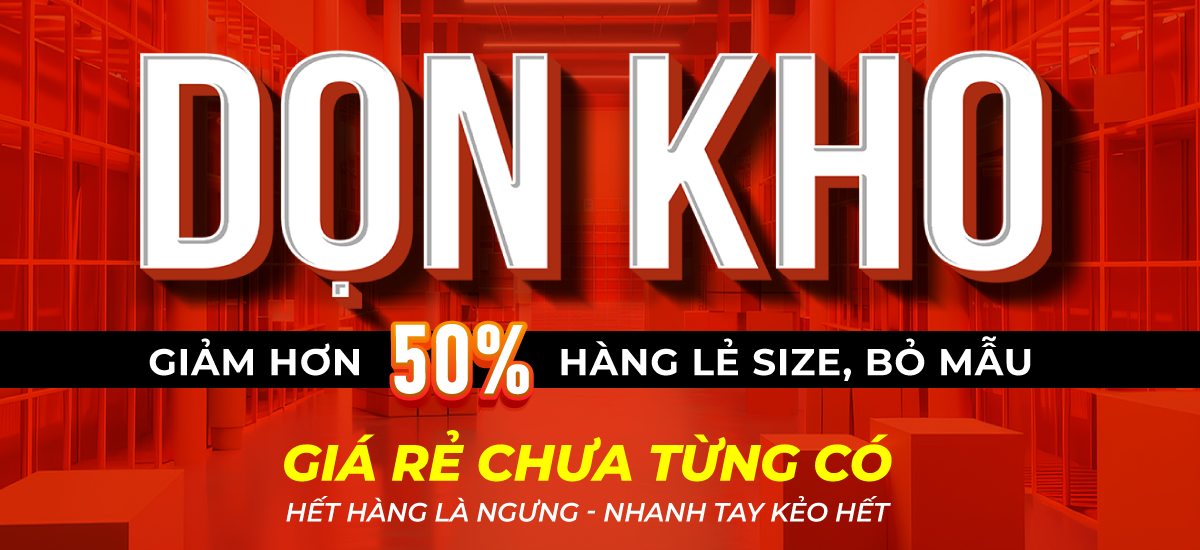 DỌN KHO
GIẢM HƠN 50% HÀNG LẺ SIZE, BỎ MẪU
GIÁ RẺ CHƯA TỪNG CÓ
HẾT HÀNG LÀ NGƯNG - NHANH TAY KẺO HẾT